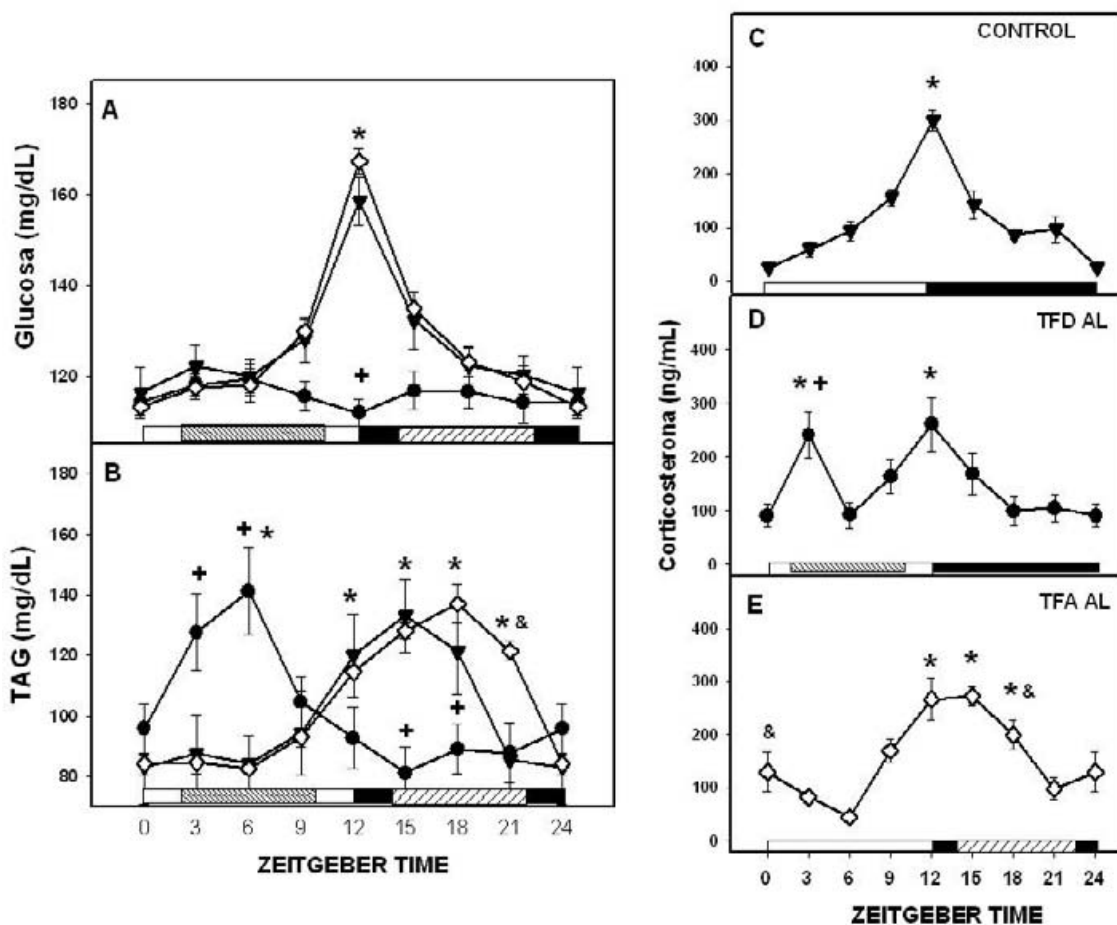 A
180
160
140
120
Glucosa (mg/dL)
*
+
B
180
160
140
120
100
80
TAG (mg/dL)
+
+ *
*
*
*
* &
+
+
0 3 6 9 12 15 18 21 24
ZEITGEBER TIME
C
CONTROL
400
300
200
100
0
*
D
TFD AL
400
300
200
100
0
Corticosterona (ng/mL)
* +
*
E
TFA AL
400
300
200
100
0
&
*
*
* &
0 3 6 9 12 15 18 21 24
ZEITGEBER TIME